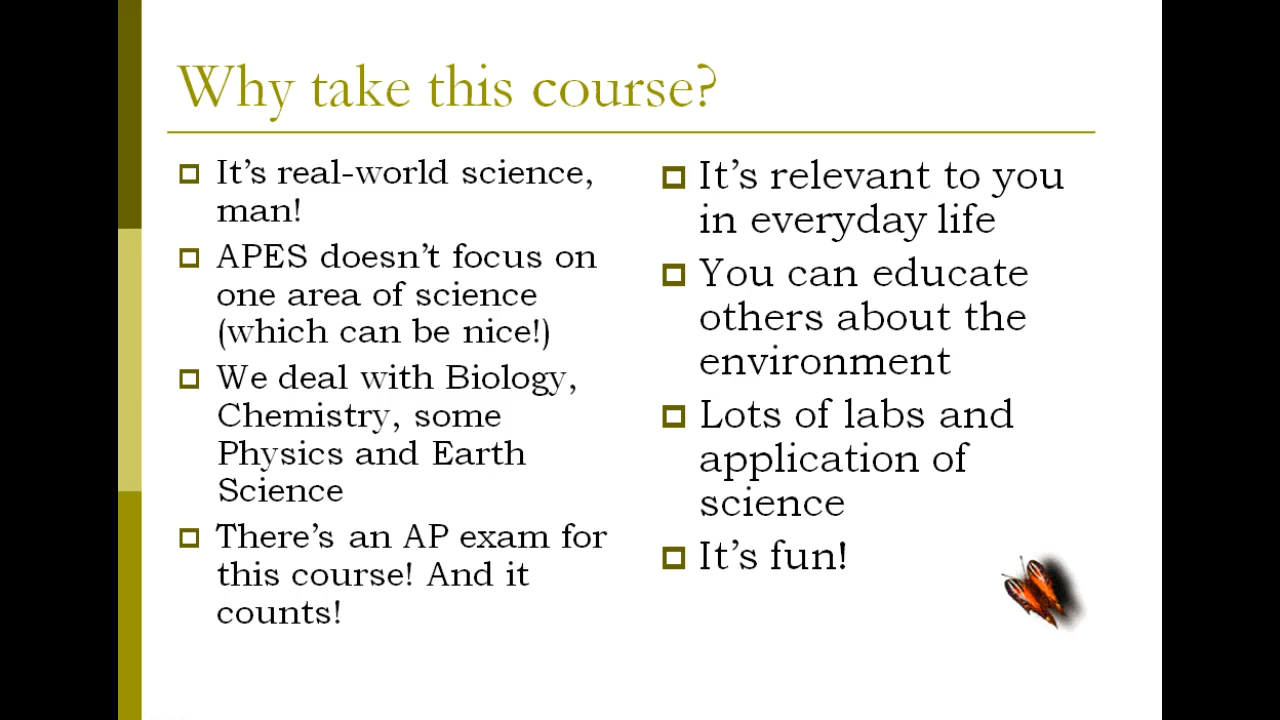 Why take this course?
It's real-world science,
man!
APES doesn't focus on
one area of science
(which can be nice!)
We deal with Biology,
Chemistry, some
Physics and Earth
Science
There's an AP exam for
this course! And it
counts!
It's relevant to you
in everyday life
You can educate
others about the
environment
Lots of labs and
application of
science
It's fun!